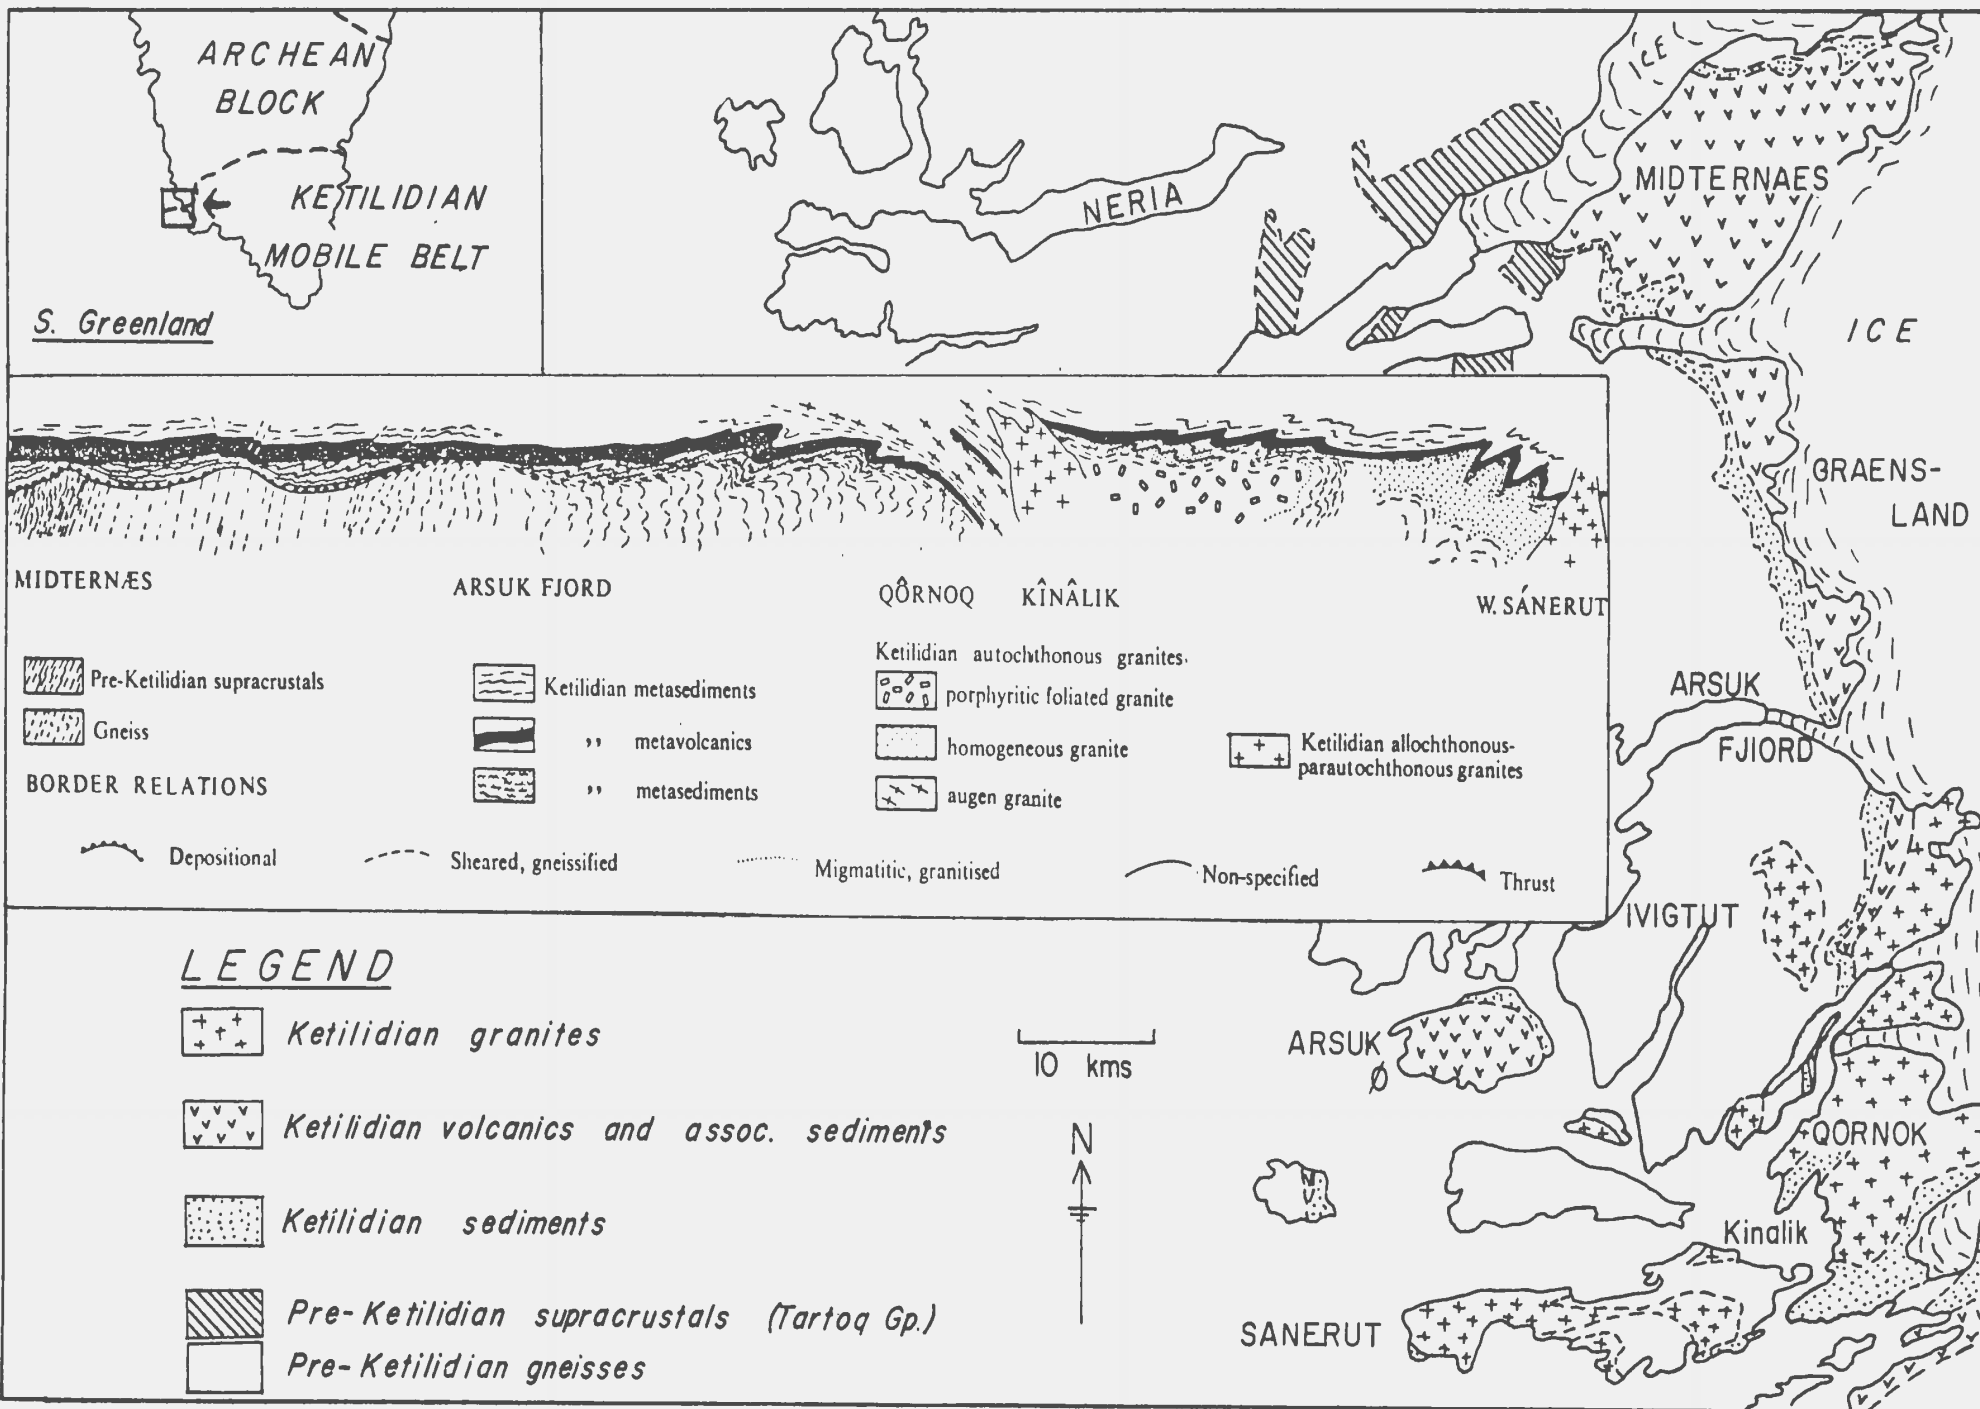 ARCHEAN
BLOCK
KETILIDIAN
MOBILE BELT
S. Greenland
NERIA
ICE
MIDTERNAES
ICE
GRAENS-
LAND
ARSUK
FJIORD
IVIGTUT
ARSUK
Ø
QORNOK
Kinalik
SANERUT
MIDTERNÆS
ARSUK FJORD
QÔRNOQ
KÎNÂLIK
W. SÁNERUT
Pre-Ketilidian supracrustals
Gneiss
Ketilidian metasediments
,, metavolcanics
,, metasediments
Ketilidian autochthonous granites.
porphyritic foliated granite
homogeneous granite
augen granite
Ketilidian allochthonous-
parautochthonous granites
BORDER RELATIONS
Depositional
Sheared, gneissified
Migmatitic, granitised
Non-specified
Thrust
LEGEND
Ketilidian granites
Ketilidian volcanics and assoc. sediments
Ketilidian sediments
Pre-Ketilidian supracrustals (Tartoq Gp.)
Pre-Ketilidian gneisses
10 kms
N